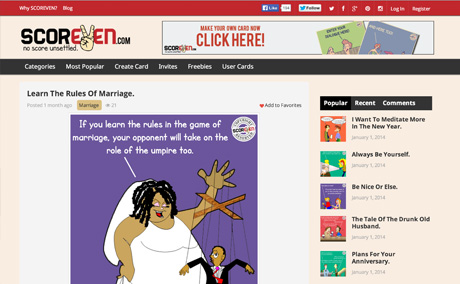 Why SCOREVEN? Blog
Like 194 Follow
Log In Register
SCOREVEN.COM
no score unsettled.
MAKE YOUR OWN CARD NOW
CLICK HERE!
SCOREVEN.COM
Categories Most Popular Create Card Invites Freebies User Cards
Learn The Rules Of Marriage.
Posted 1 month ago Marriage 21 Add to Favorites
If you learn the rules in the game of
marriage, your opponent will take on the
role of the umpire too.
SCOREVEN
Popular Recent Comments
I Want To Meditate More
In The New Year.
January 1, 2014
Always Be Yourself.
January 1, 2014
Be Nice Or Else.
January 1, 2014
The Tale Of The Drunk Old
Husband.
January 1, 2014
Plans For Your
Anniversary.
January 1, 2014